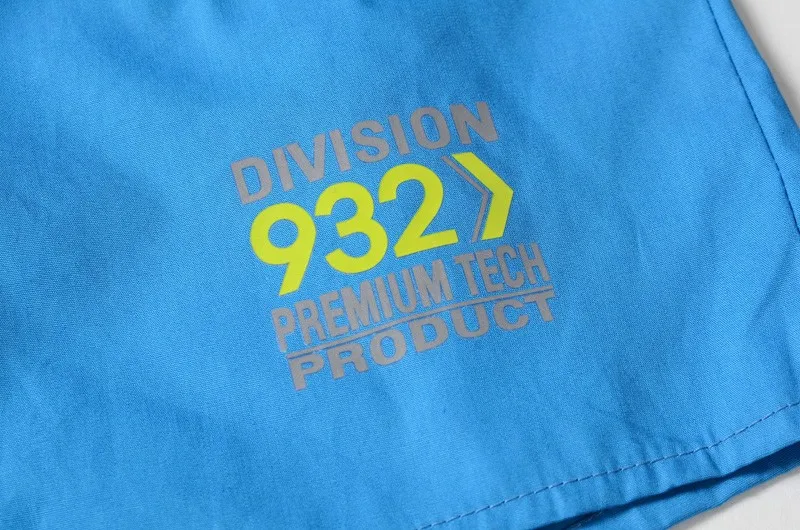 DIVISION
932
PREMIUM TECH
PRODUCT